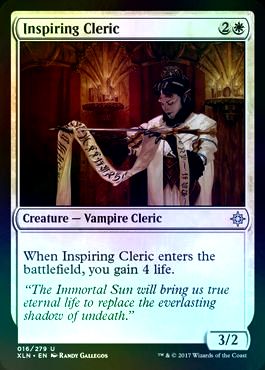 Inspiring Cleric 2
Creature — Vampire Cleric
When Inspiring Cleric enters the
battlefield, you gain 4 life.
“The Immortal Sun will bring us true
eternal life to replace the everlasting
shadow of undeath.”
3/2
016/279 U
XLN • EN Randy Gallegos
™ & © 2017 Wizards of the Coast